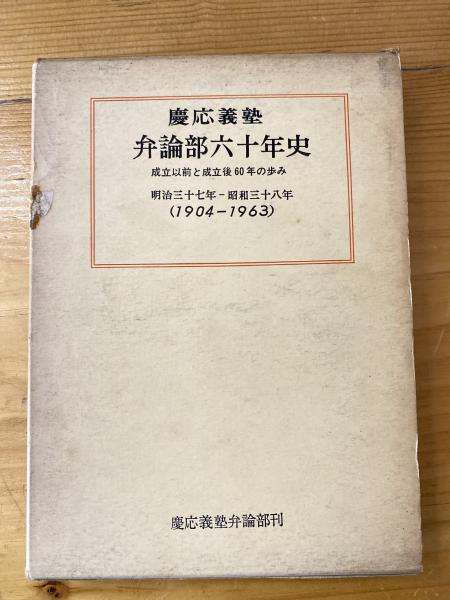 慶応義塾
弁論部六十年史
成立以前と成立後60年の歩み
明治三十七年－昭和三十八年
(1904－1963)
慶応義塾弁論部刊